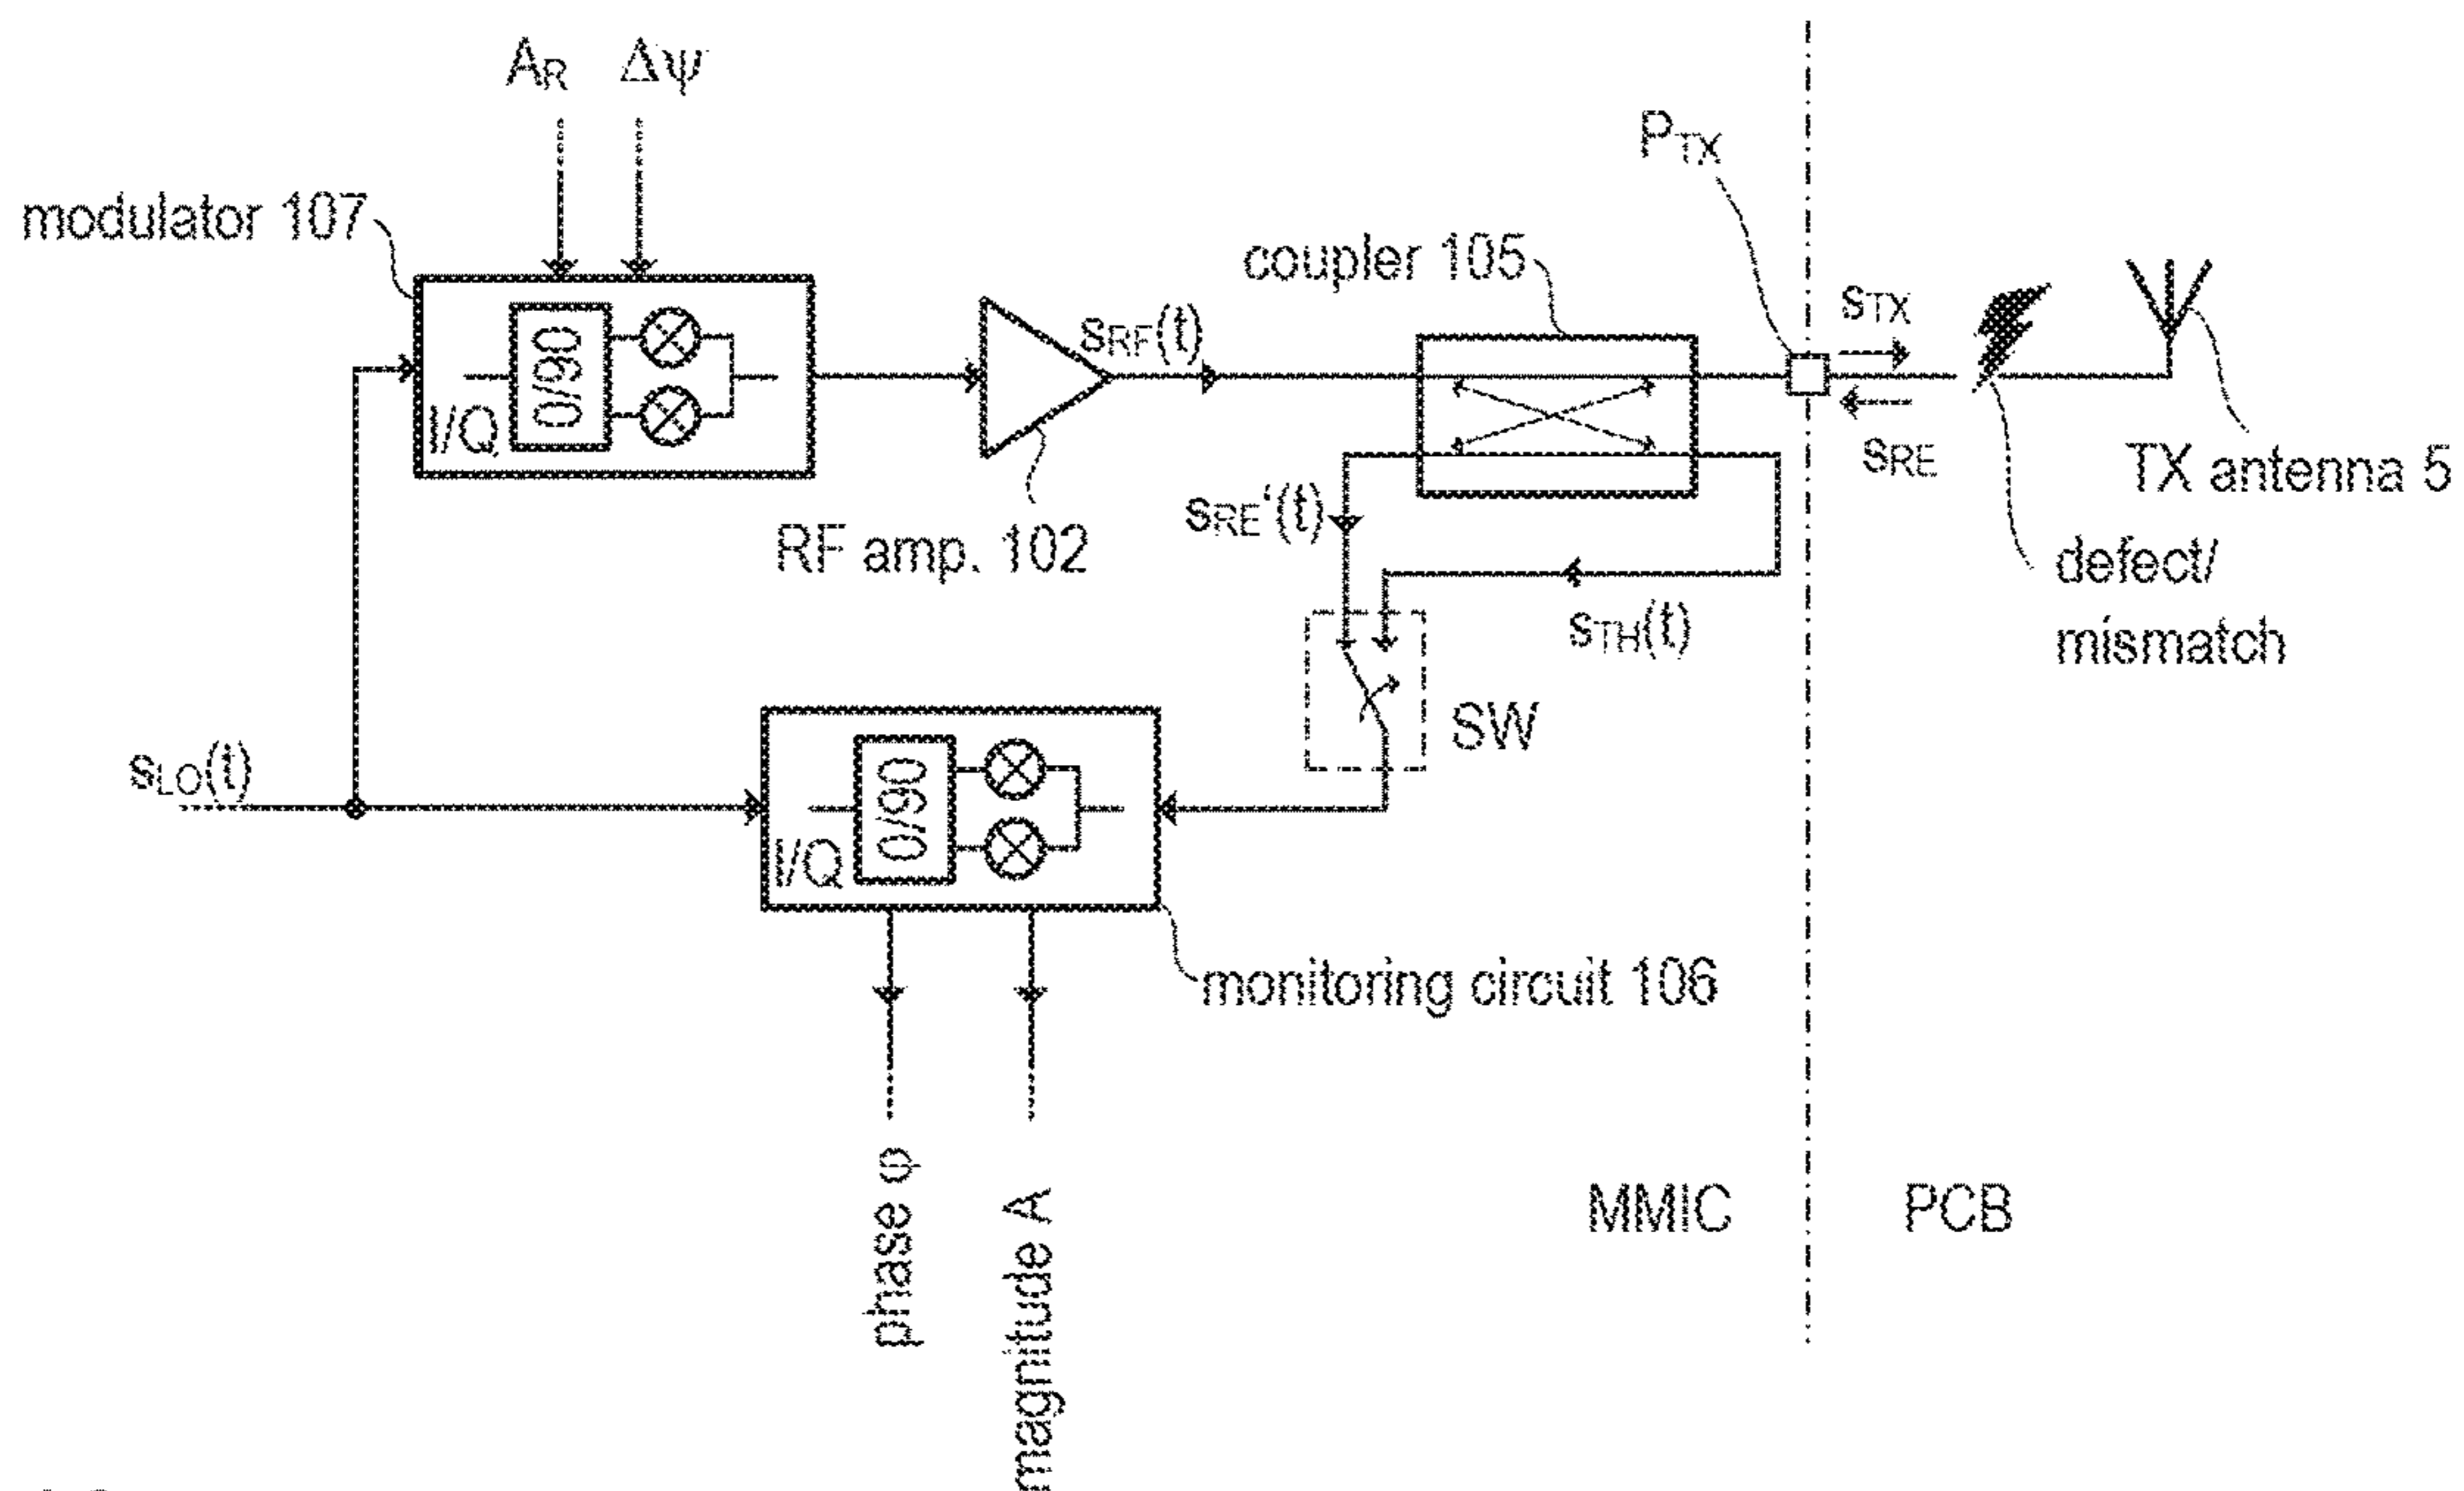 AR Δψ
PTX
modulator 107
coupler 105
sRF(t)
sTX
0/90
I/Q
sRE
TX antenna 5
sRE'(t)
RF amp. 102
defect/
mismatch
sTH(t)
SW
sLO(t)
0/90
I/Q
monitoring circuit 106
phase φ
magnitude A
MMIC
PCB